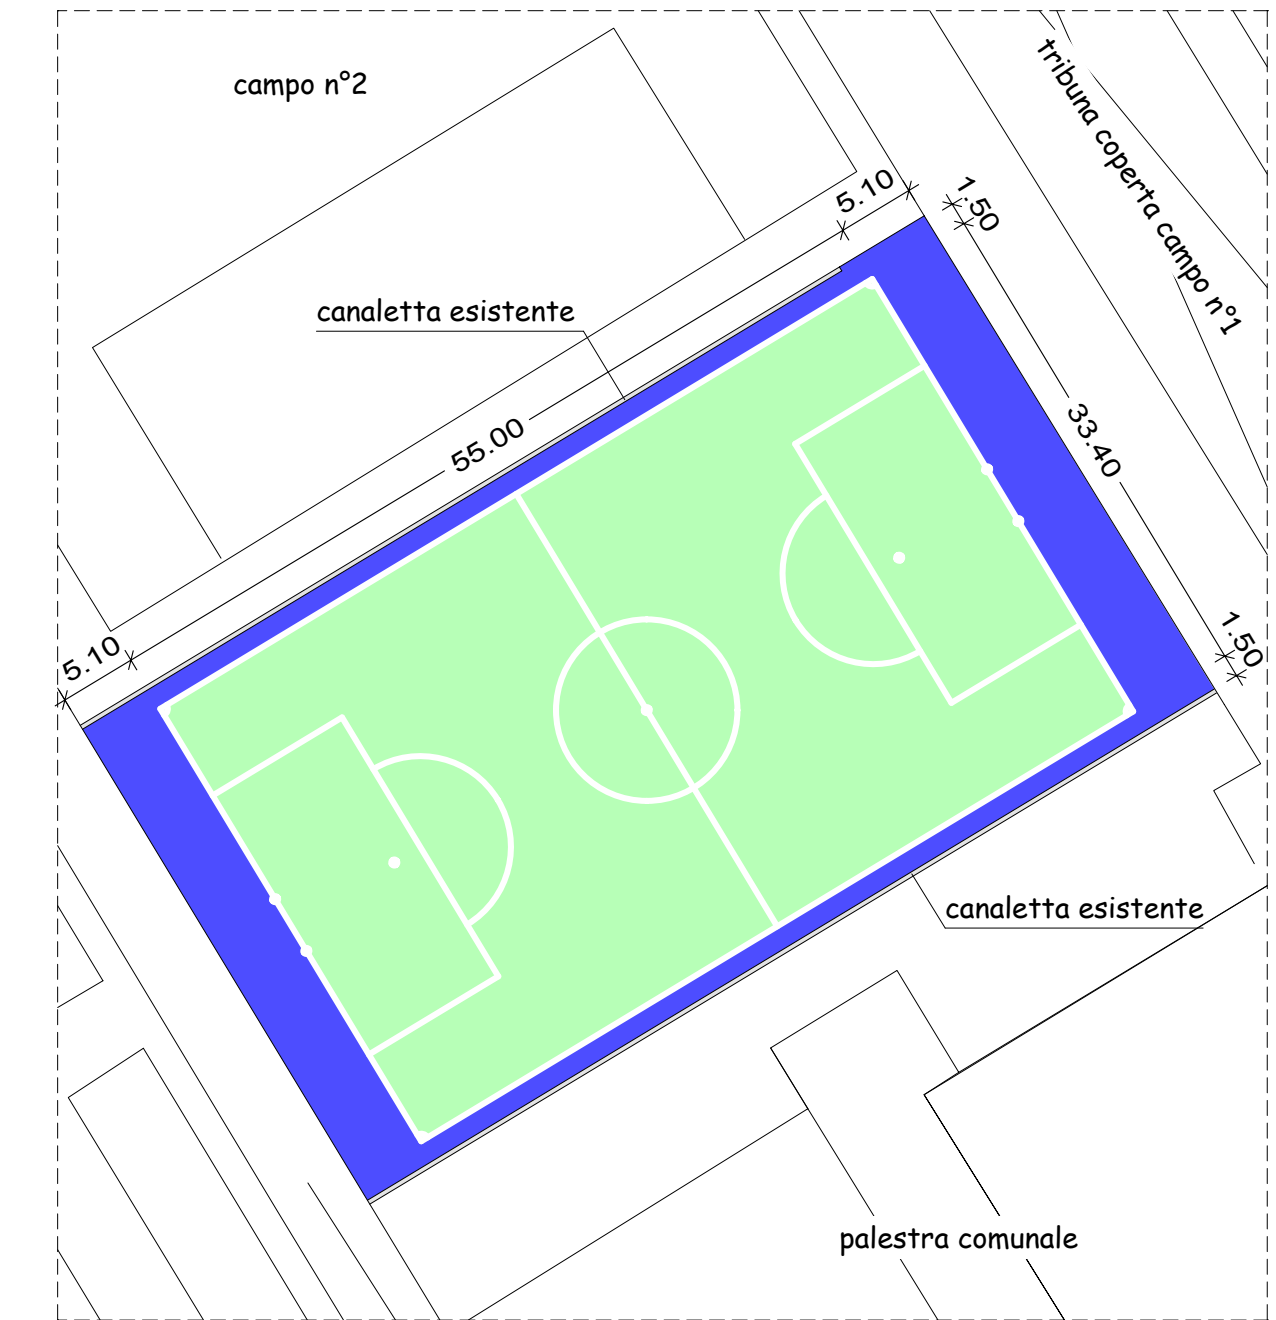 campo n°2
tribuna coperta campo n°1
5.10
1.50
canaletta esistente
55.00
33.40
5.10
1.50
canaletta esistente
palestra comunale